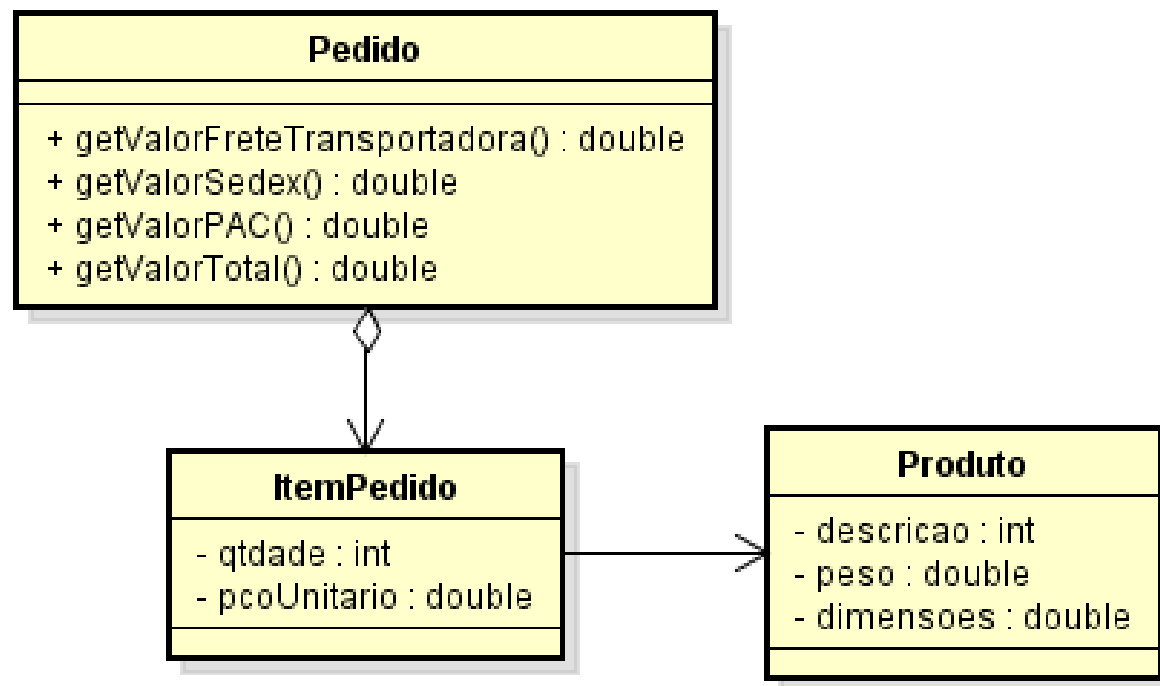 Pedido
+ getValorFreteTransportadora() : double
+ getValorSedex() : double
+ getValorPAC() : double
+ getValorTotal() : double
ItemPedido
- qtdade : int
- pcoUnitario : double
Produto
- descricao : int
- peso : double
- dimensoes : double